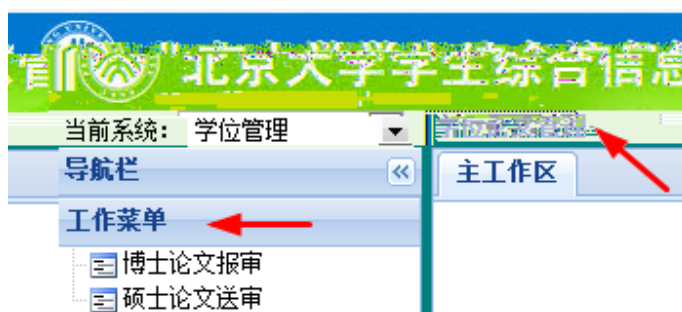 北京大学学生综合信息
当前系统： 学位管理
导航栏
主工作区
工作菜单
博士论文报审
硕士论文送审